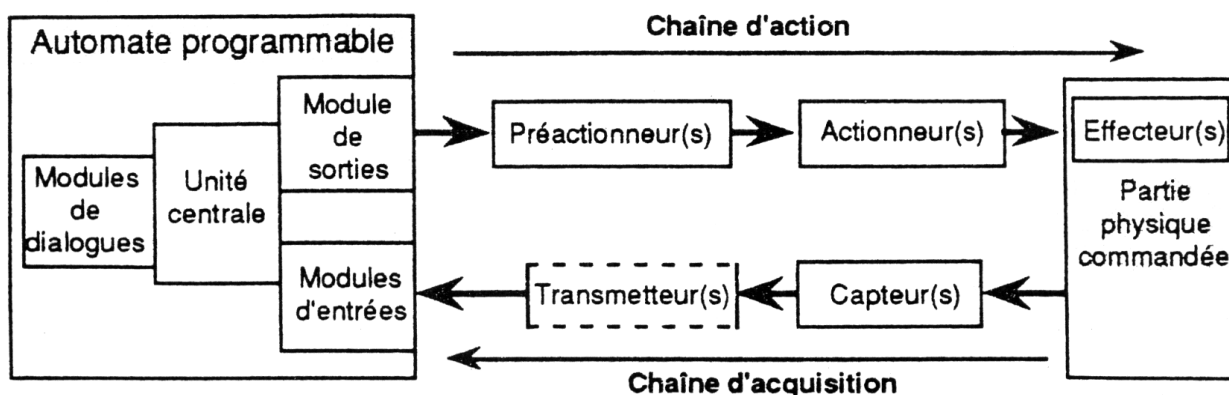 Automate programmable
Chaîne d'action
Module
de
sorties
Préactionneur(s)
Actionneur(s)
Effecteur(s)
Modules
de
dialogues
Unité
centrale
Partie
physique
commandée
Modules
d'entrées
Transmetteur(s)
Capteur(s)
Chaîne d'acquisition